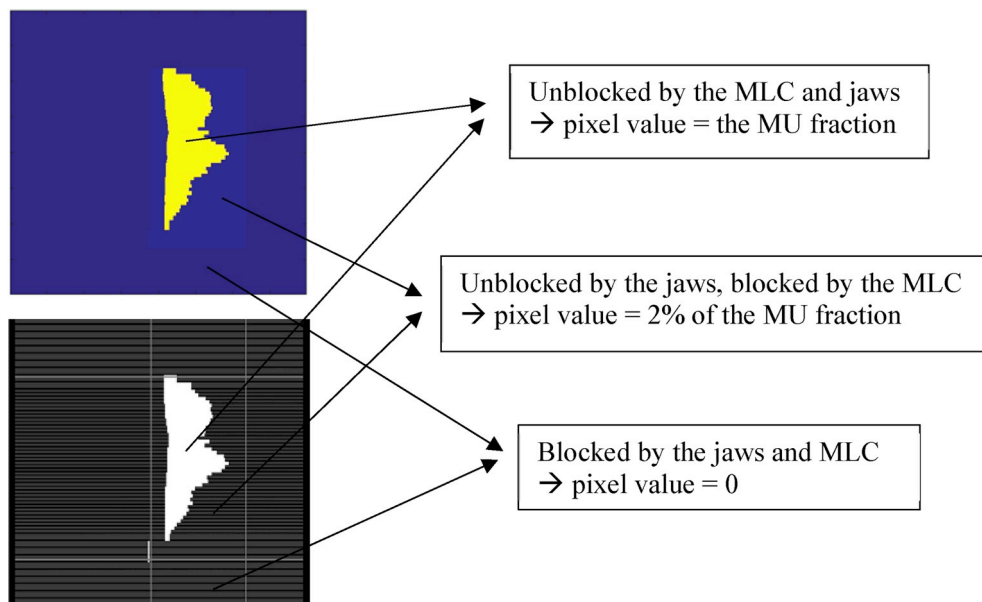 Unblocked by the MLC and jaws
→ pixel value = the MU fraction
Unblocked by the jaws, blocked by the MLC
→ pixel value = 2% of the MU fraction
Blocked by the jaws and MLC
→ pixel value = 0